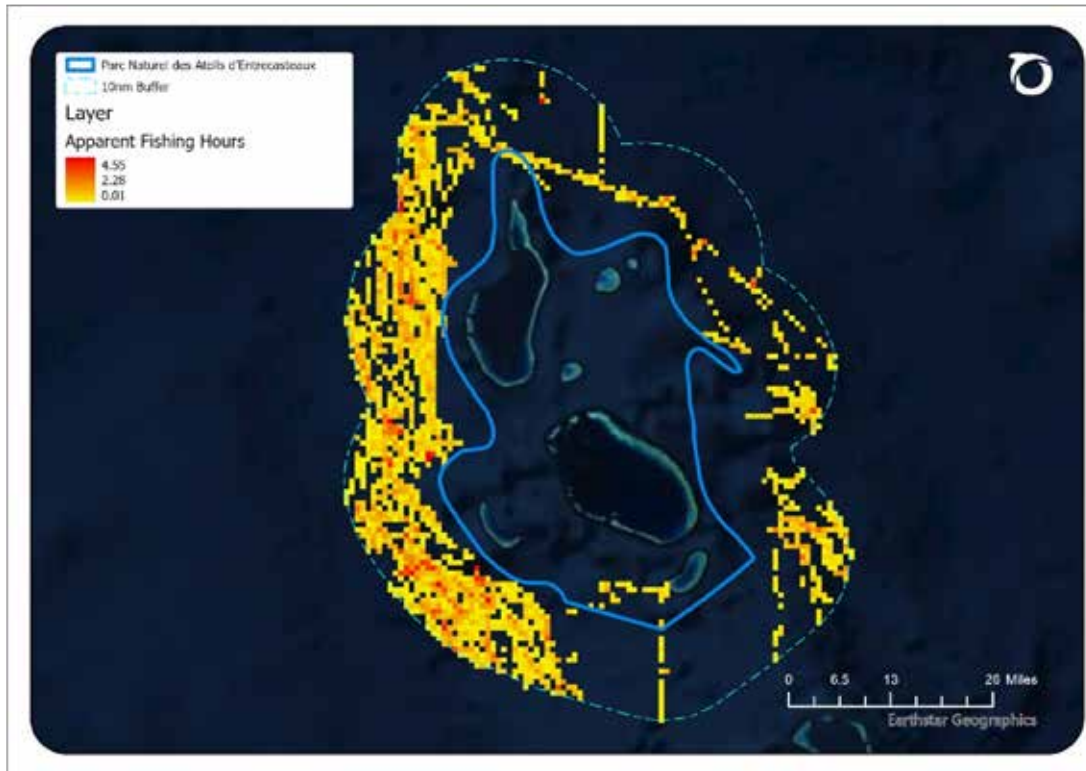 Parc Naturel des Atolls d'Entrecasteaux
10nm Buffer
Layer
Apparent Fishing Hours
4.55
2.28
0.01
0 6.5 13 26 Miles
Earthstar Geographics